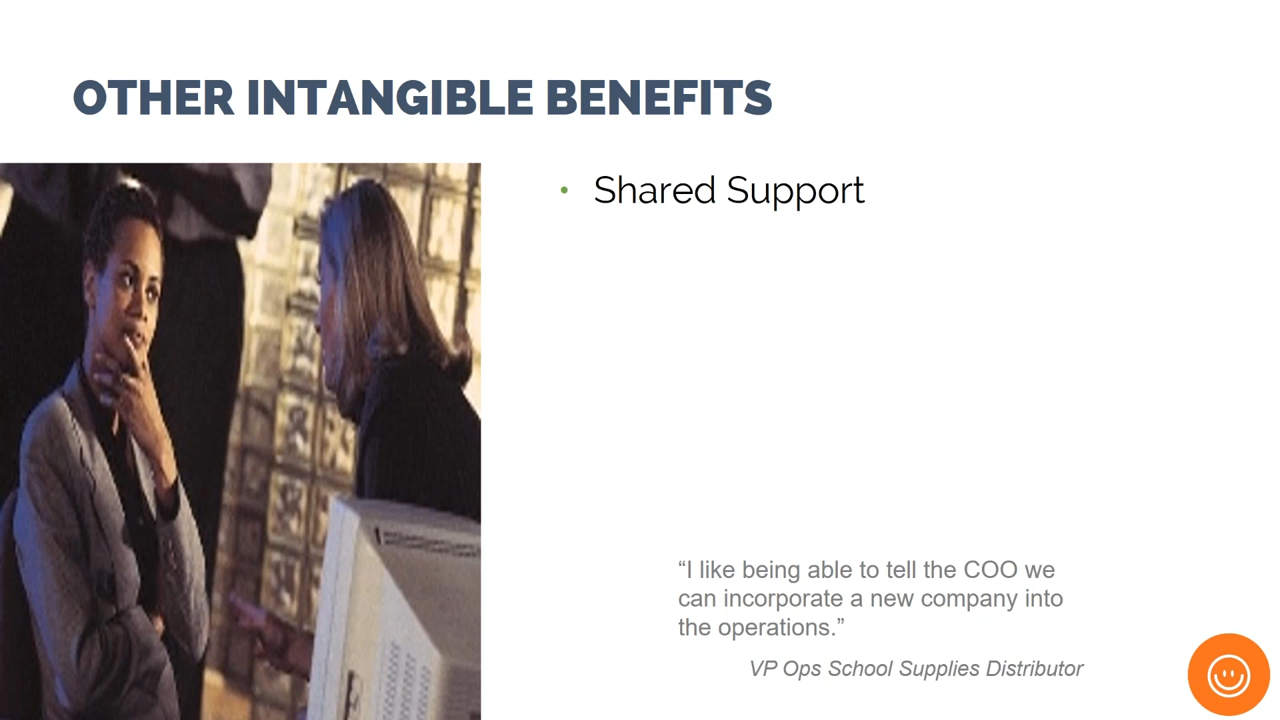 OTHER INTANGIBLE BENEFITS
• Shared Support
“I like being able to tell the COO we
can incorporate a new company into
the operations.”
VP Ops School Supplies Distributor